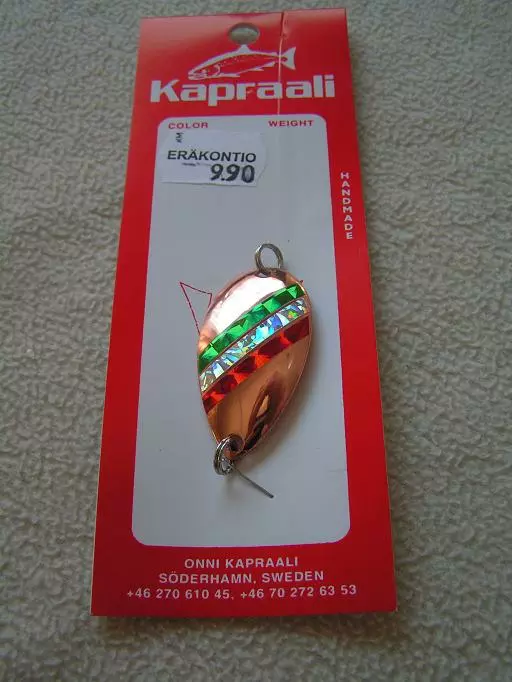 Kapraali
COLOR WEIGHT
ERÄKONTIO
9.90
HANDMADE
ONNI KAPRAALI
SÖDERHAMN, SWEDEN
+46 270 610 45, +46 70 272 63 53